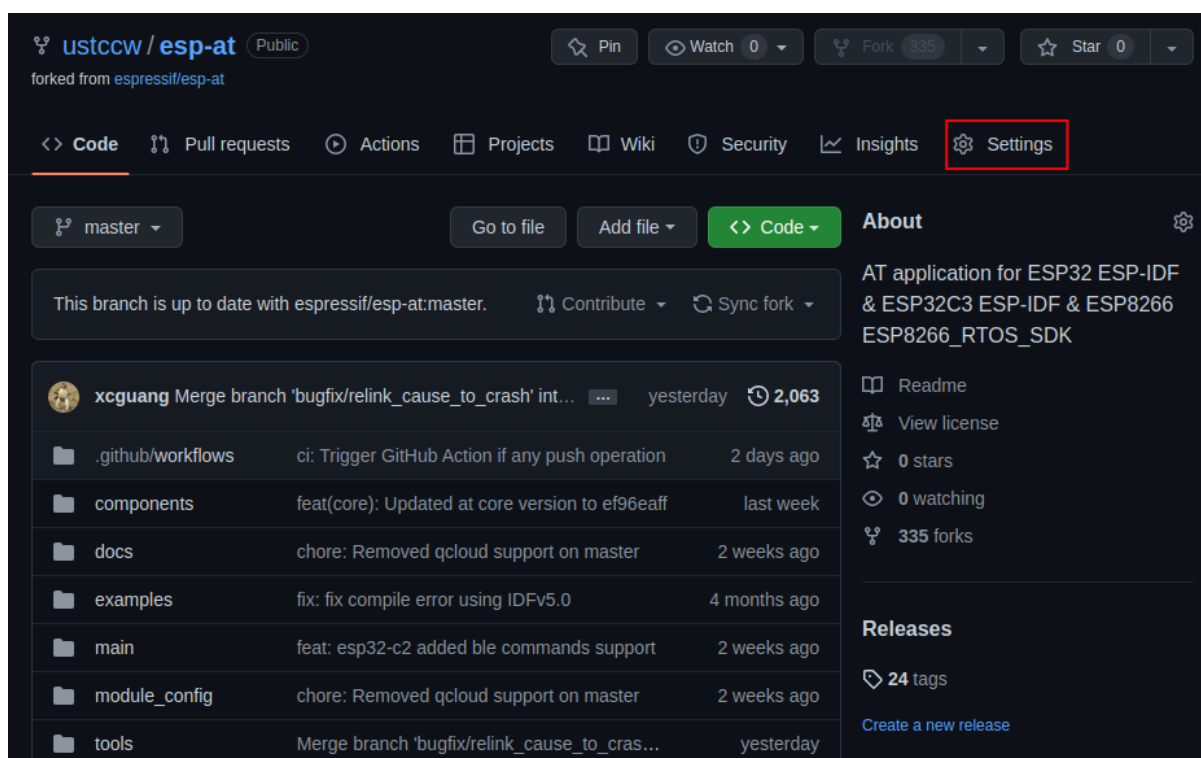 ustccw / esp-at Public Pin Watch 0 Fork 335 Star 0
forked from espressif/esp-at
Code Pull requests Actions Projects Wiki Security Insights Settings
master Go to file Add file Code
This branch is up to date with espressif/esp-at:master. Contribute Sync fork
xcguang Merge branch 'bugfix/relink_cause_to_crash' int… ... yesterday 2,063
.github/workflows ci: Trigger GitHub Action if any push operation 2 days ago
components feat(core): Updated at core version to ef96eaff last week
docs chore: Removed qcloud support on master 2 weeks ago
examples fix: fix compile error using IDFv5.0 4 months ago
main feat: esp32-c2 added ble commands support 2 weeks ago
module_config chore: Removed qcloud support on master 2 weeks ago
tools Merge branch 'bugfix/relink_cause_to_cras… yesterday
About
AT application for ESP32 ESP-IDF
& ESP32C3 ESP-IDF & ESP8266
ESP8266_RTOS_SDK
Readme
View license
0 stars
0 watching
335 forks
Releases
24 tags
Create a new release